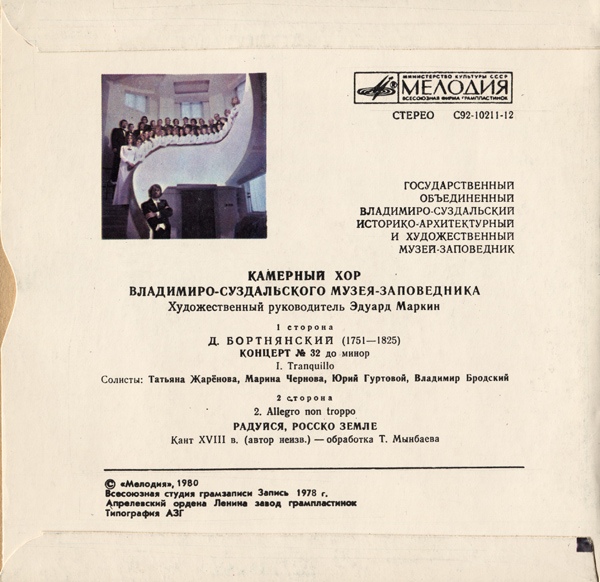 МИНИСТЕРСТВО КУЛЬТУРЫ СССР
МЕЛОДИЯ
ВСЕСОЮЗНАЯ ФИРМА ГРАМПЛАСТИНОК
СТЕРЕО С92-10211-12
ГОСУДАРСТВЕННЫЙ
ОБЪЕДИНЕННЫЙ
ВЛАДИМИРО-СУЗДАЛЬСКИЙ
ИСТОРИКО-АРХИТЕКТУРНЫЙ
И ХУДОЖЕСТВЕННЫЙ
МУЗЕЙ-ЗАПОВЕДНИК
КАМЕРНЫЙ ХОР
ВЛАДИМИРО-СУЗДАЛЬСКОГО МУЗЕЯ-ЗАПОВЕДНИКА
Художественный руководитель Эдуард Маркин
1 сторона
Д. БОРТНЯНСКИЙ (1751—1825)
КОНЦЕРТ № 32 до минор
I. Tranquillo
Солисты: Татьяна Жарёнова, Марина Чернова, Юрий Гуртовой, Владимир Бродский
2 сторона
2. Allegro non troppo
РАДУЙСЯ, РОССКО ЗЕМЛЕ
Кант XVIII в. (автор неизв.) — обработка Т. Мынбаева
© «Мелодия», 1980
Всесоюзная студия грамзаписи Запись 1978 г.
Апрелевский ордена Ленина завод грампластинок
Типография АЗГ